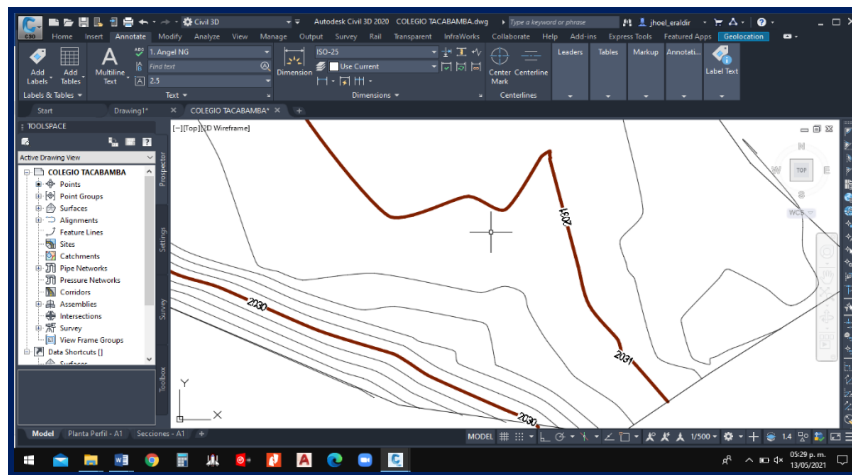 Civil 3D
Autodesk Civil 3D 2020 COLEGIO TACABAMBA.dwg
Type a keyword or phrase
jhoel_eraldir
C3D
Home Insert Annotate Modify Analyze View Manage Output Survey Rail Transparent InfraWorks Collaborate Help Add-ins Express Tools Featured Apps Geolocation
1. Angel NG
Find text
2.5
Add Labels
Add Tables
Multiline Text
Dimension
ISO-25
Use Current
Center Mark
Centerline
Leaders
Tables
Markup
Annotati...
Label Text
Labels & Tables
Text
Dimensions
Centerlines
Start
Drawing1*
COLEGIO TACABAMBA*
TOOLSPACE
Active Drawing View
COLEGIO TACABAMBA
Points
Point Groups
Surfaces
Alignments
Feature Lines
Sites
Catchments
Pipe Networks
Pressure Networks
Corridors
Assemblies
Intersections
Survey
View Frame Groups
Data Shortcuts []
Surfaces
Prospector
Settings
Survey
Toolbox
[−][Top][2D Wireframe]
N
W TOP E
S
WCS
2031
2030
2031
2030
Y
X
Model
Planta Perfil - A1
Secciones - A1
MODEL
1/500
1.4
05:29 p. m.
13/05/2021